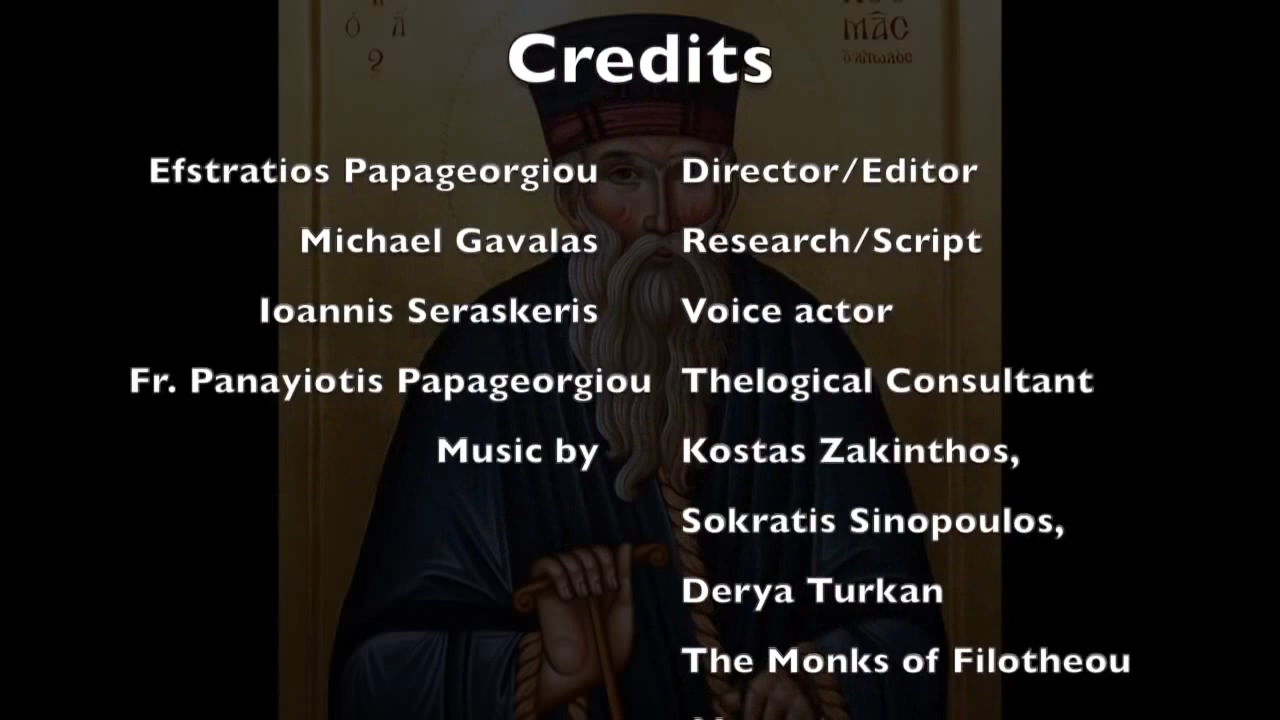 Credits
Efstratios Papageorgiou Director/Editor
Michael Gavalas Research/Script
Ioannis Seraskeris Voice actor
Fr. Panayiotis Papageorgiou Thelogical Consultant
Music by Kostas Zakinthos,
Sokratis Sinopoulos,
Derya Turkan
The Monks of Filotheou